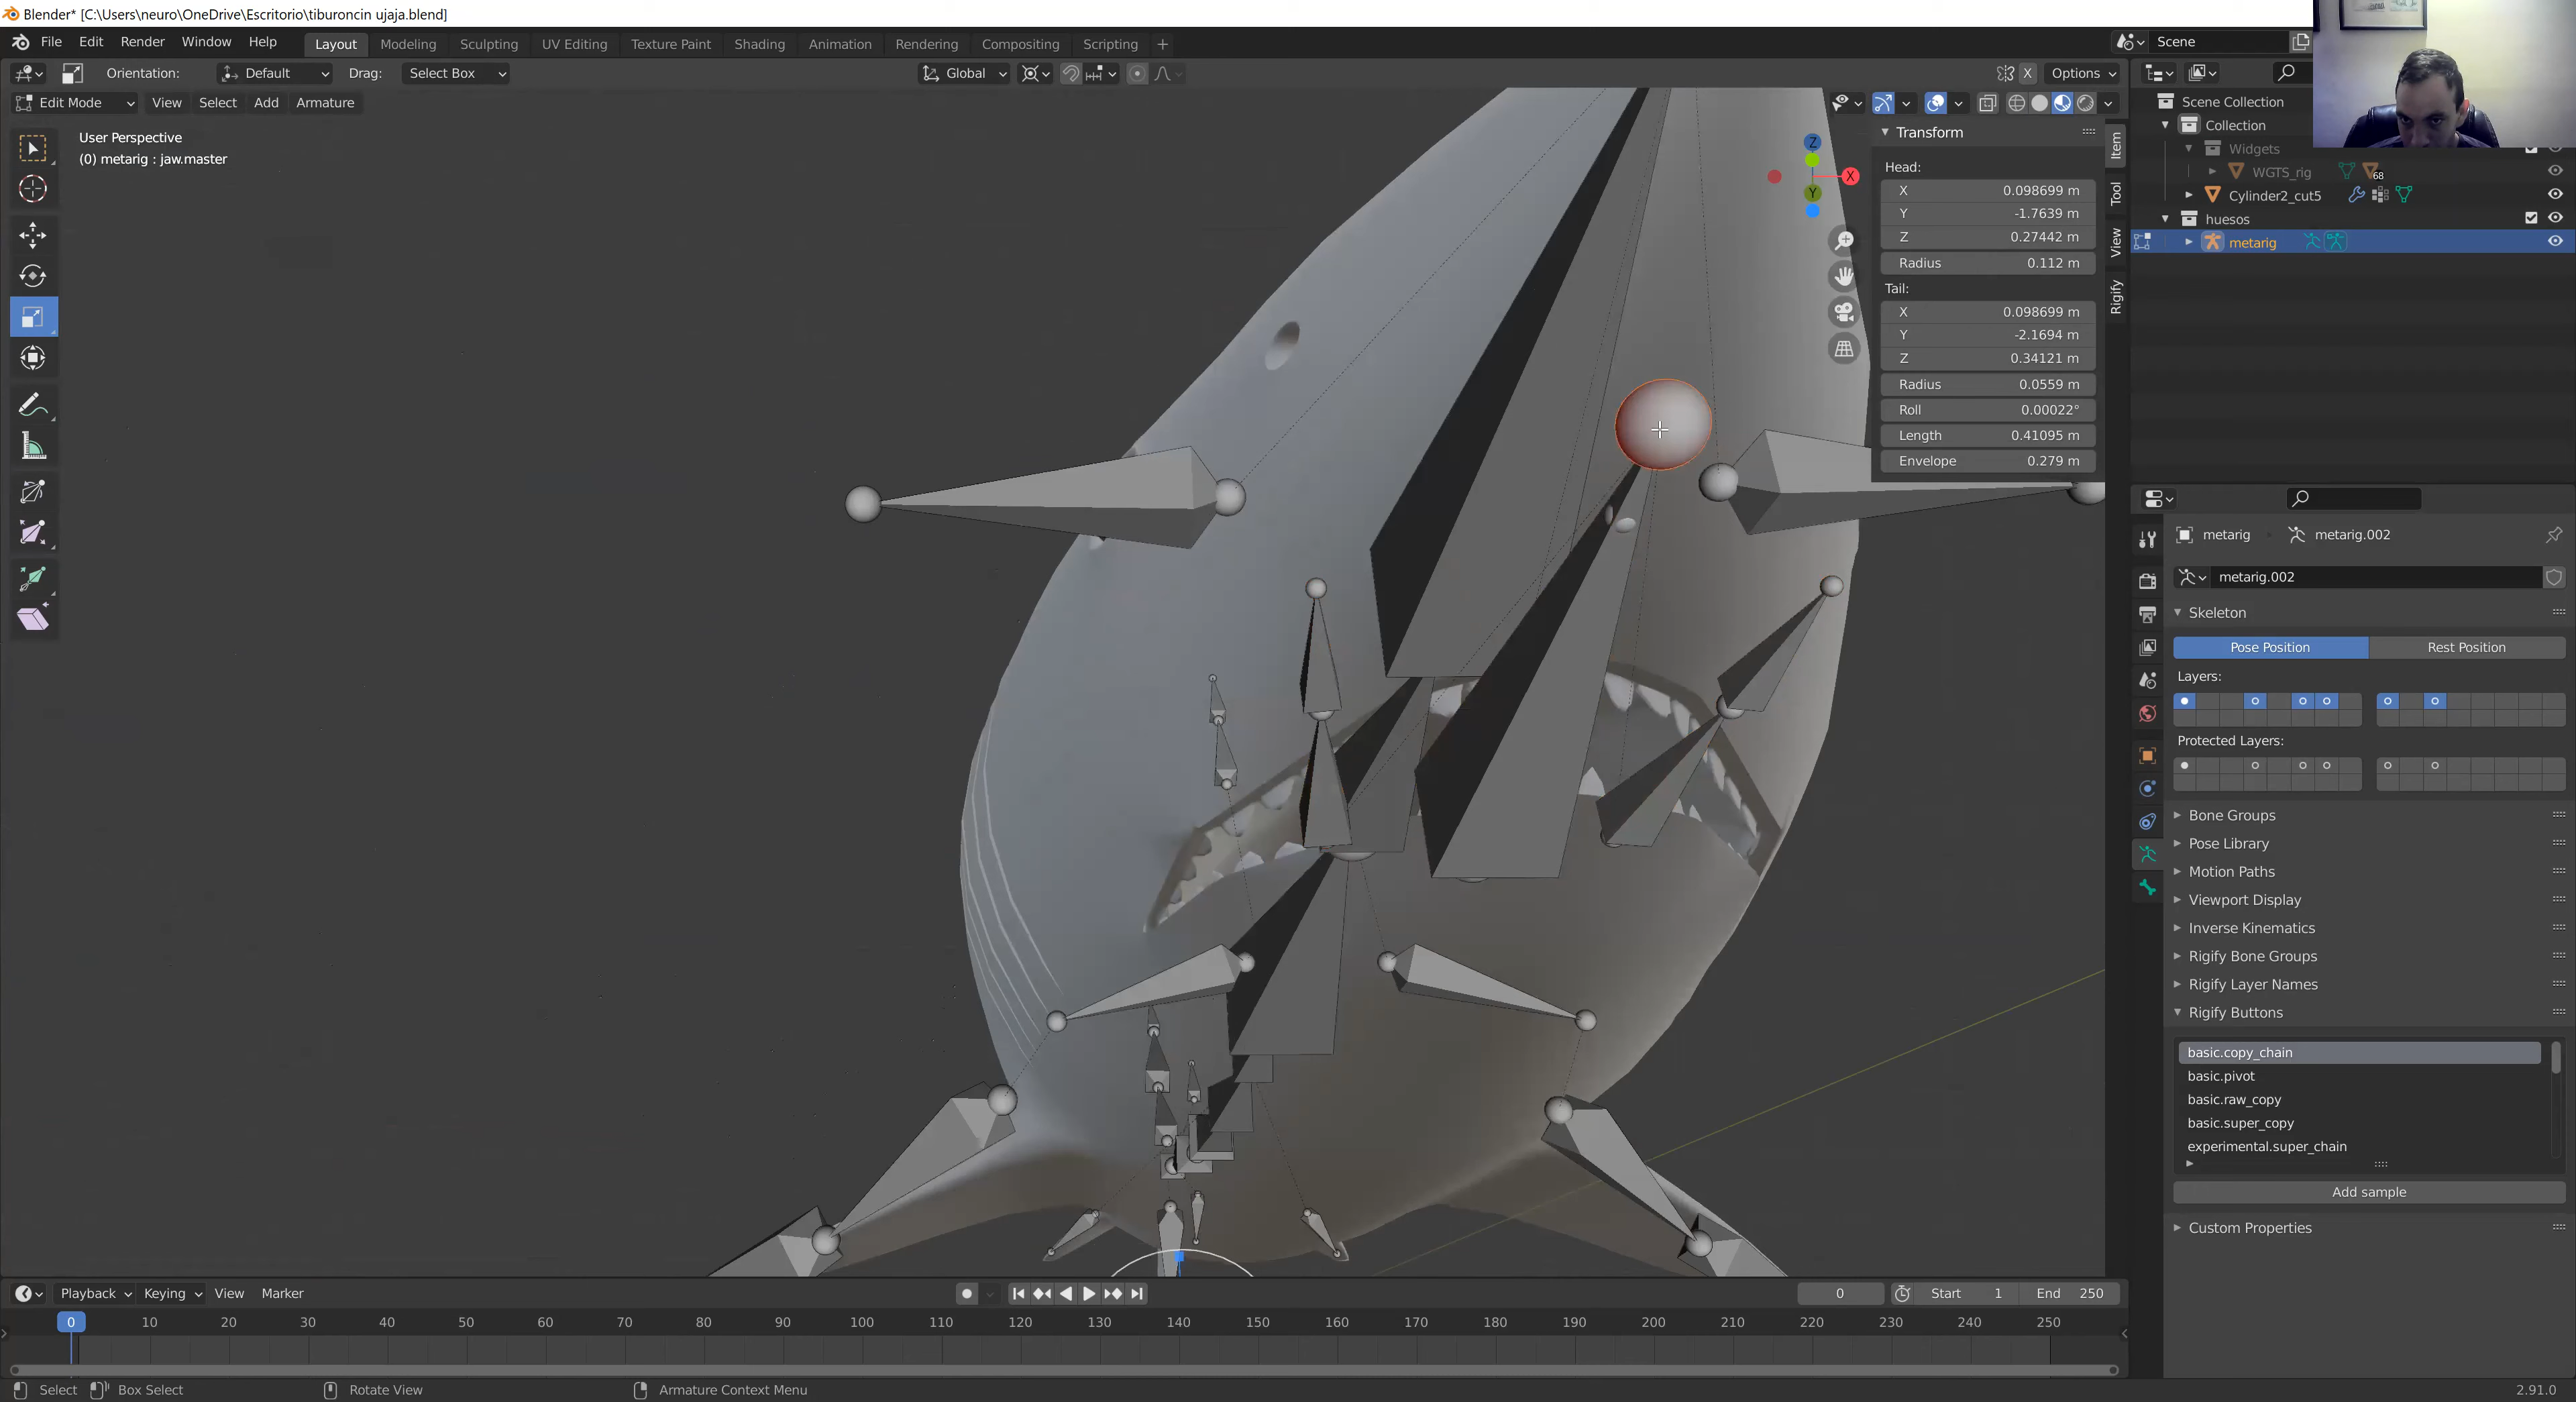 Blender* [C:\Users\neuro\OneDrive\Escritorio\tiburoncin ujaja.blend]
File Edit Render Window Help Layout Modeling Sculpting UV Editing Texture Paint Shading Animation Rendering Compositing Scripting + Scene
Orientation: Default Drag: Select Box Global X Options
Edit Mode View Select Add Armature
User Perspective
(0) metarig : jaw.master
Z
X
Y
Transform
Head:
X 0.098699 m
Y -1.7639 m
Z 0.27442 m
Radius 0.112 m
Tail:
X 0.098699 m
Y -2.1694 m
Z 0.34121 m
Radius 0.0559 m
Roll 0.00022°
Length 0.41095 m
Envelope 0.279 m
Item
Tool
View
Rigify
Scene Collection
Collection
Widgets
WGTS_rig 68
Cylinder2_cut5
huesos
metarig
metarig metarig.002
metarig.002
Skeleton
Pose Position Rest Position
Layers:
Protected Layers:
Bone Groups
Pose Library
Motion Paths
Viewport Display
Inverse Kinematics
Rigify Bone Groups
Rigify Layer Names
Rigify Buttons
basic.copy_chain
basic.pivot
basic.raw_copy
basic.super_copy
experimental.super_chain
Add sample
Custom Properties
Playback Keying View Marker 0 Start 1 End 250
0 10 20 30 40 50 60 70 80 90 100 110 120 130 140 150 160 170 180 190 200 210 220 230 240 250
Select Box Select Rotate View Armature Context Menu 2.91.0